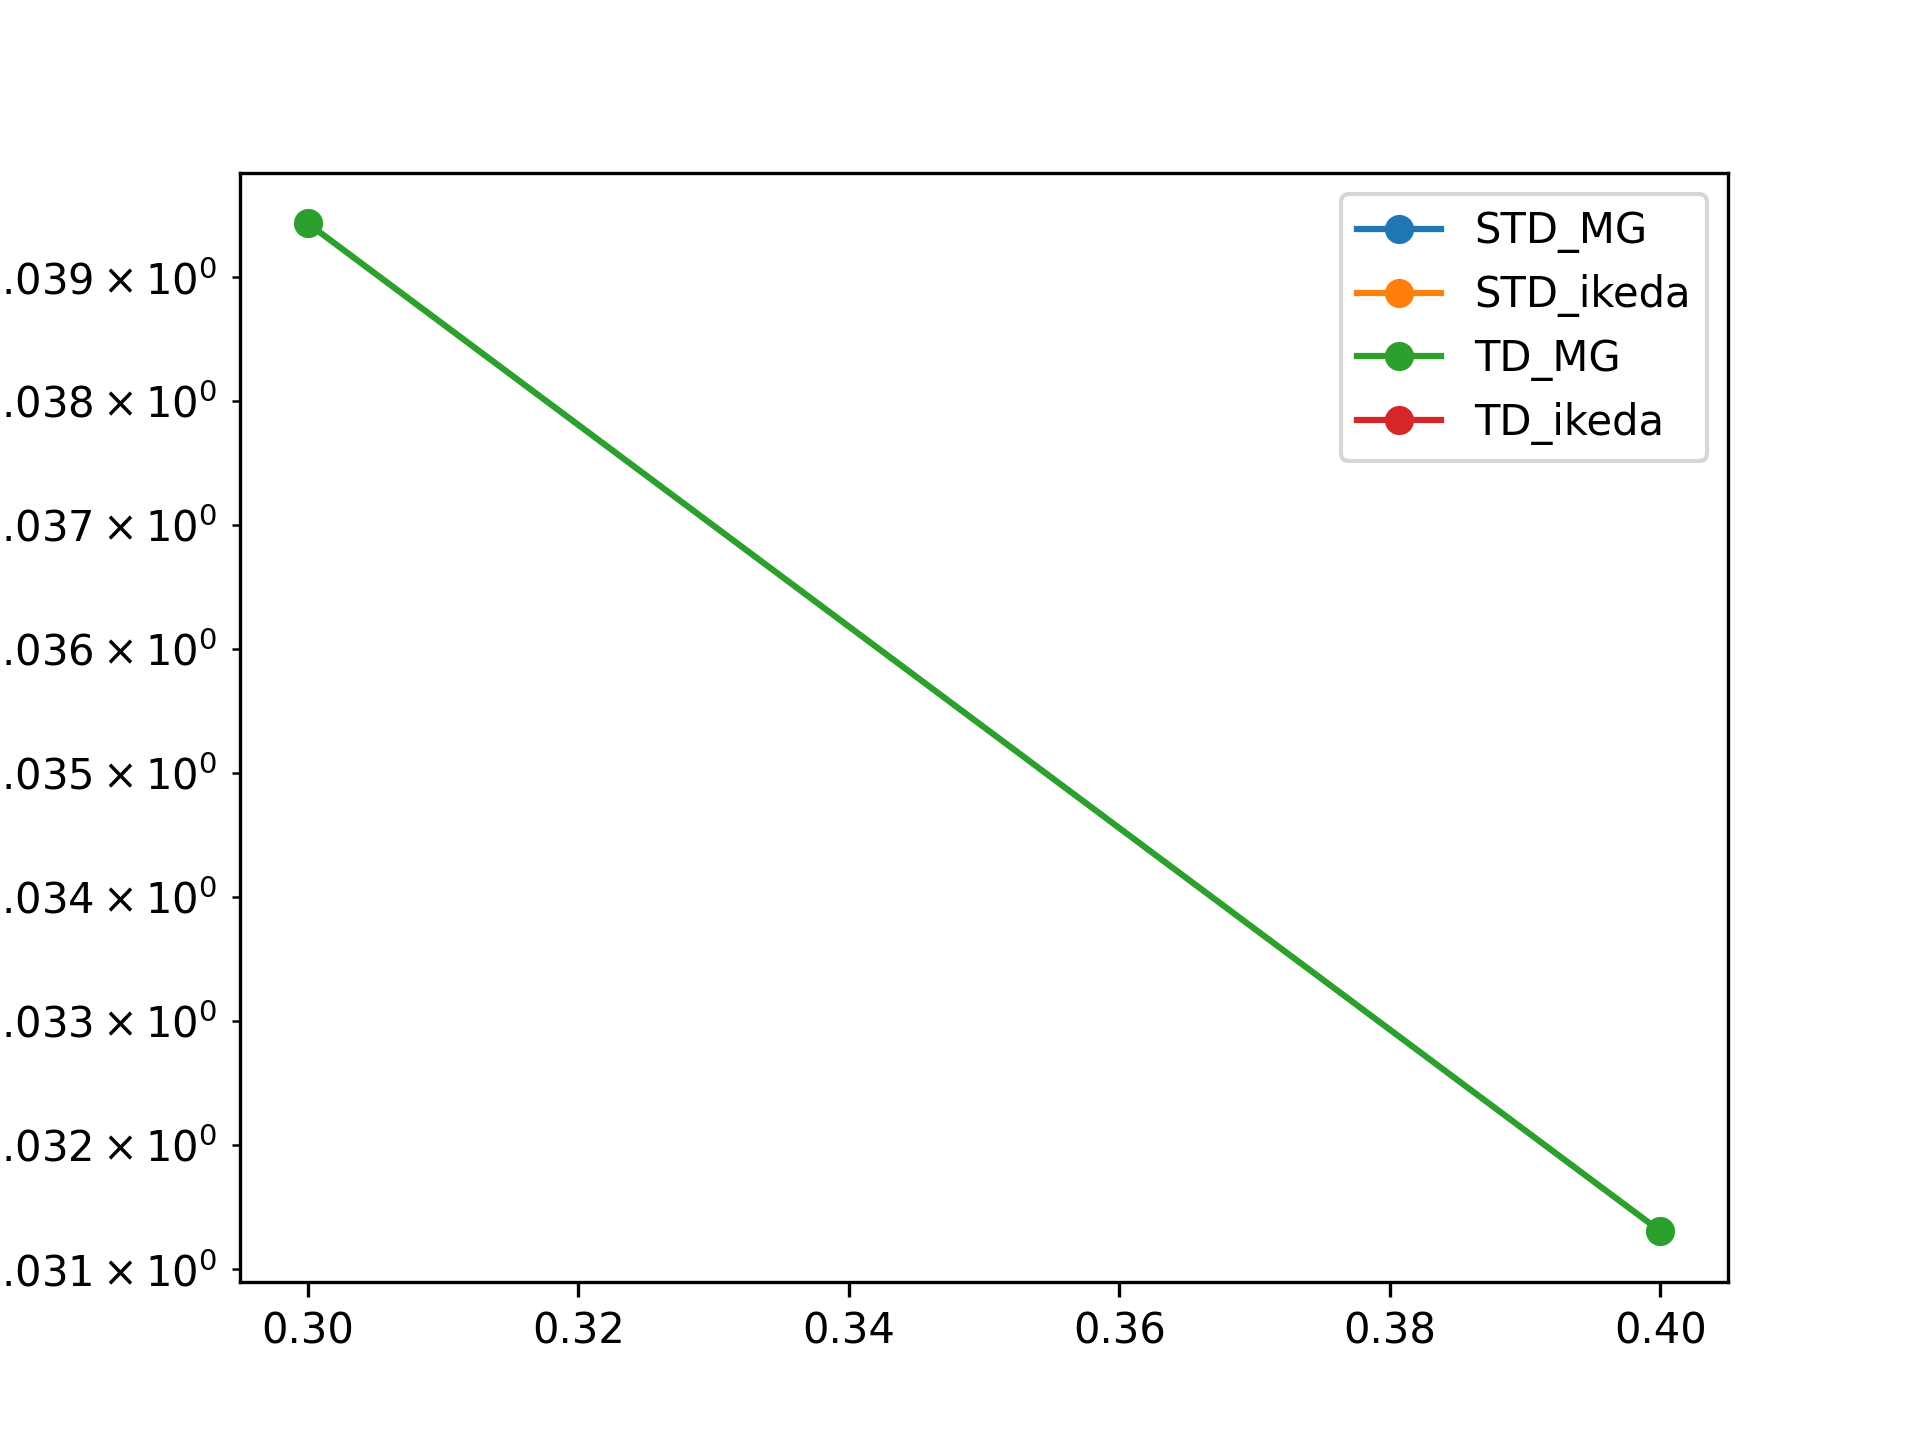 STD_MG
STD_ikeda
TD_MG
TD_ikeda
.039 × 10⁰
.038 × 10⁰
.037 × 10⁰
.036 × 10⁰
.035 × 10⁰
.034 × 10⁰
.033 × 10⁰
.032 × 10⁰
.031 × 10⁰
0.30 0.32 0.34 0.36 0.38 0.40